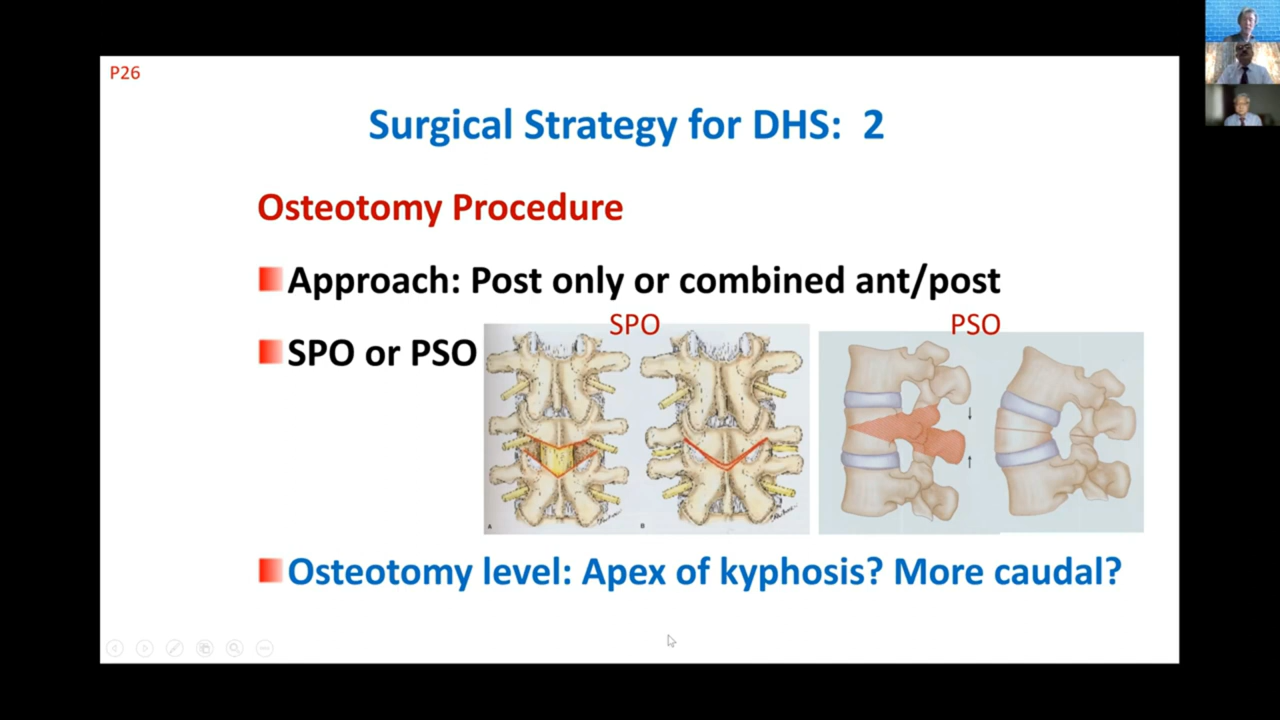 P26
Surgical Strategy for DHS: 2
Osteotomy Procedure
Approach: Post only or combined ant/post
SPO or PSO
SPO
PSO
A
B
Osteotomy level: Apex of kyphosis? More caudal?